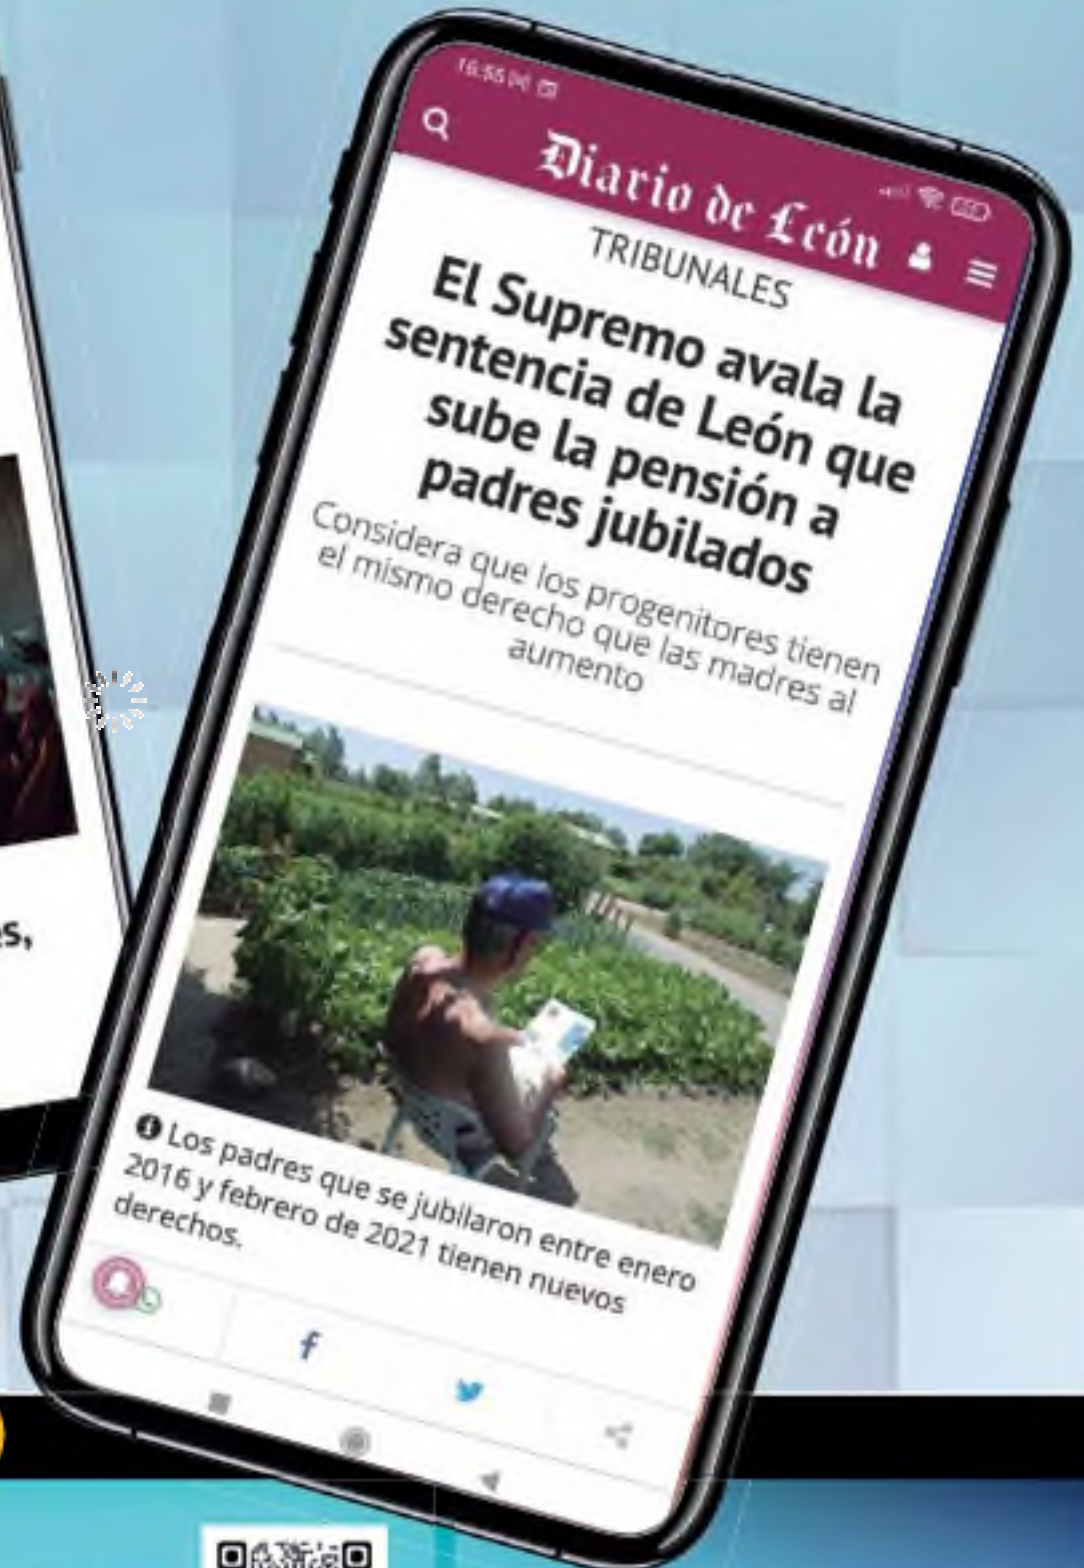 16:55
Diario de León
TRIBUNALES
El Supremo avala la
sentencia de León que
sube la pensión a
padres jubilados
Considera que los progenitores tienen
el mismo derecho que las madres al
aumento
Los padres que se jubilaron entre enero
2016 y febrero de 2021 tienen nuevos
derechos.
s,